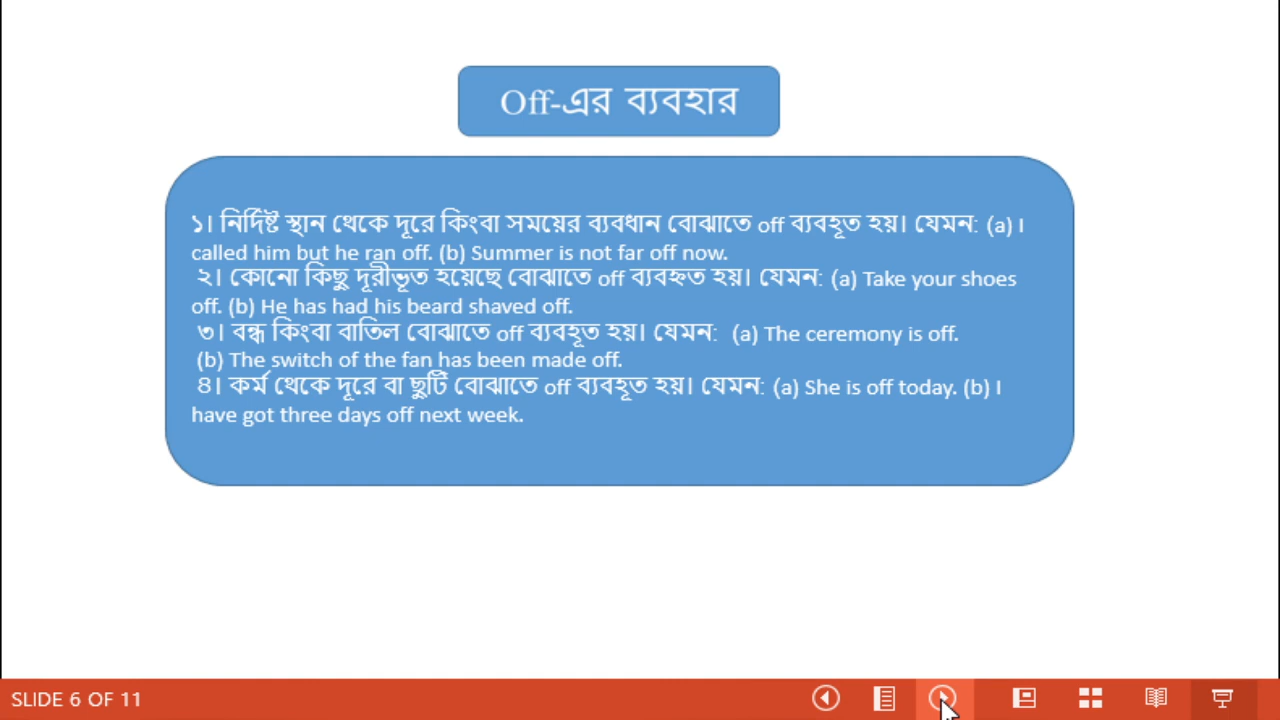 Off-এর ব্যবহার
১। নির্দিষ্ট স্থান থেকে দূরে কিংবা সময়ের ব্যবধান বোঝাতে off ব্যবহূত হয়। যেমন: (a) I
called him but he ran off. (b) Summer is not far off now.
২। কোনো কিছু দূরীভূত হয়েছে বোঝাতে off ব্যবহৃত হয়। যেমন: (a) Take your shoes
off. (b) He has had his beard shaved off.
৩। বন্ধ কিংবা বাতিল বোঝাতে off ব্যবহূত হয়। যেমন: (a) The ceremony is off.
(b) The switch of the fan has been made off.
৪। কর্ম থেকে দূরে বা ছুটি বোঝাতে off ব্যবহূত হয়। যেমন: (a) She is off today. (b) I
have got three days off next week.
SLIDE 6 OF 11